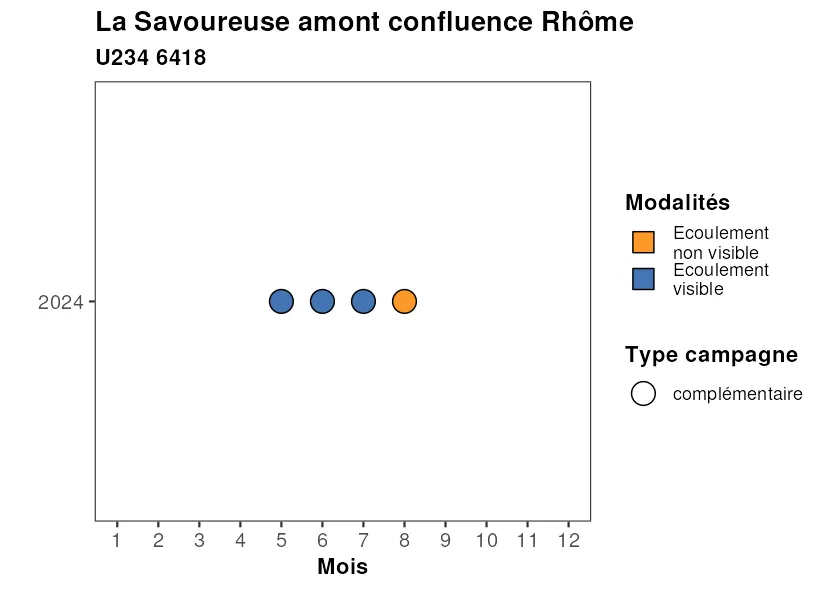 La Savoureuse amont confluence Rhôme
U234 6418
2024
1 2 3 4 5 6 7 8 9 10 11 12
Mois
Modalités
Ecoulement
non visible
Ecoulement
visible
Type campagne
complémentaire